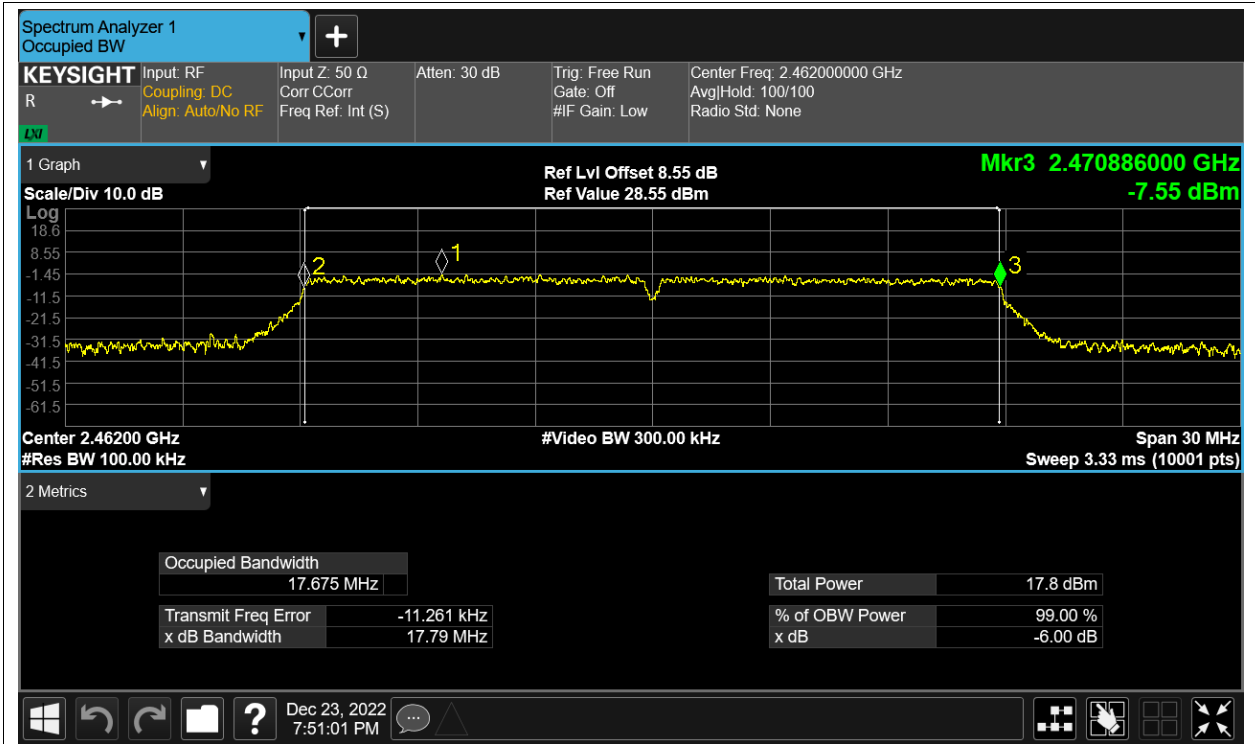 Spectrum Analyzer 1
Occupied BW
▼
+
KEYSIGHT
R
LXI
Input: RF
Coupling: DC
Align: Auto/No RF
Input Z: 50 Ω
Corr CCorr
Freq Ref: Int (S)
Atten: 30 dB
Trig: Free Run
Gate: Off
#IF Gain: Low
Center Freq: 2.462000000 GHz
Avg|Hold: 100/100
Radio Std: None
1 Graph ▼
Scale/Div 10.0 dB
Ref Lvl Offset 8.55 dB
Ref Value 28.55 dBm
Mkr3 2.470886000 GHz
-7.55 dBm
Log
18.6
8.55
-1.45
-11.5
-21.5
-31.5
-41.5
-51.5
-61.5
2
1
3
Center 2.46200 GHz
#Res BW 100.00 kHz
#Video BW 300.00 kHz
Span 30 MHz
Sweep 3.33 ms (10001 pts)
2 Metrics ▼
Occupied Bandwidth
17.675 MHz
Transmit Freq Error -11.261 kHz
x dB Bandwidth 17.79 MHz
Total Power 17.8 dBm
% of OBW Power 99.00 %
x dB -6.00 dB
?
Dec 23, 2022
7:51:01 PM